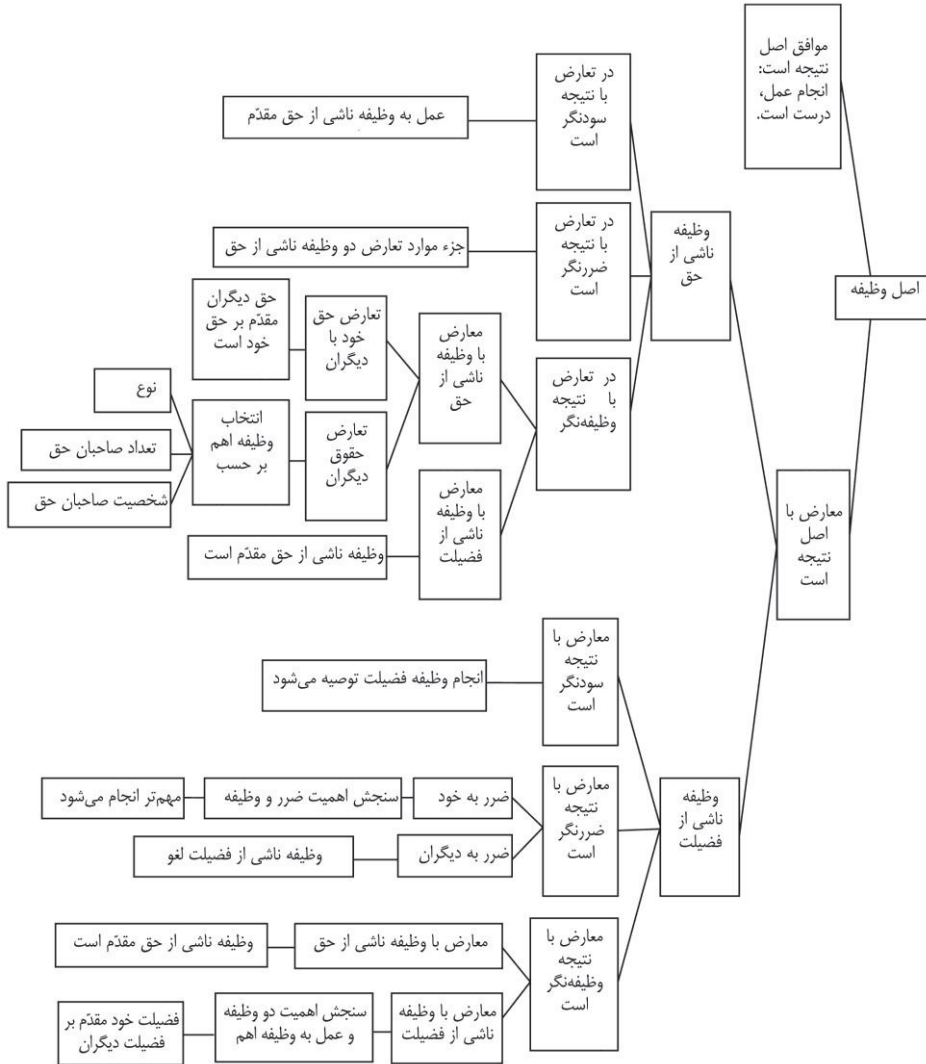 موافق اصل
نتیجه است:
انجام عمل،
درست است.
اصل وظیفه
معارض با
اصل
نتیجه
است
وظیفه
ناشی از
حق
در تعارض
با نتیجه
سودنگر
است
عمل به وظیفه ناشی از حق مقدّم
در تعارض
با نتیجه
ضررنگر
است
جزء موارد تعارض دو وظیفه ناشی از حق
در تعارض
با نتیجه
وظیفه‌نگر
معارض
با وظیفه
ناشی از
حق
تعارض حق
خود با
دیگران
حق دیگران
مقدّم بر حق
خود است
تعارض
حقوق
دیگران
انتخاب
وظیفه اهم
بر حسب
نوع
تعداد صاحبان حق
شخصیت صاحبان حق
معارض
با وظیفه
ناشی از
فضیلت
وظیفه ناشی از حق مقدّم است
وظیفه
ناشی از
فضیلت
معارض با
نتیجه
سودنگر
است
انجام وظیفه فضیلت توصیه می‌شود
معارض با
نتیجه
ضررنگر
است
ضرر به خود
سنجش اهمیت ضرر و وظیفه
مهم‌تر انجام می‌شود
ضرر به دیگران
وظیفه ناشی از فضیلت لغو
معارض با
نتیجه
وظیفه‌نگر
است
معارض با وظیفه ناشی از حق
وظیفه ناشی از حق مقدّم است
معارض با وظیفه
ناشی از فضیلت
سنجش اهمیت دو وظیفه
و عمل به وظیفه اهم
فضیلت خود مقدّم بر
فضیلت دیگران